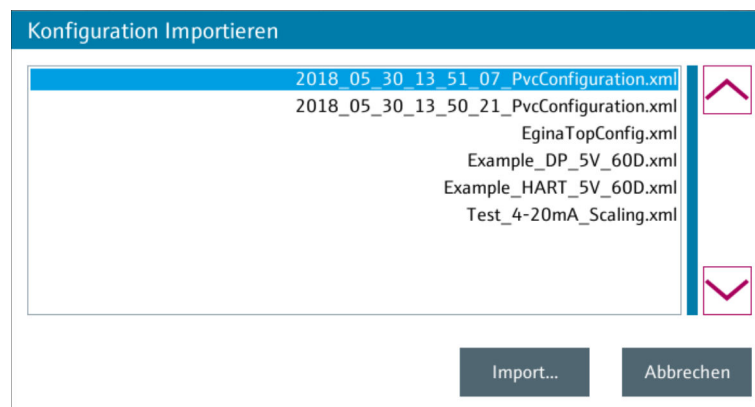 Konfiguration Importieren
2018_05_30_13_51_07_PvcConfiguration.xml
2018_05_30_13_50_21_PvcConfiguration.xml
EginaTopConfig.xml
Example_DP_5V_60D.xml
Example_HART_5V_60D.xml
Test_4-20mA_Scaling.xml
Import... Abbrechen